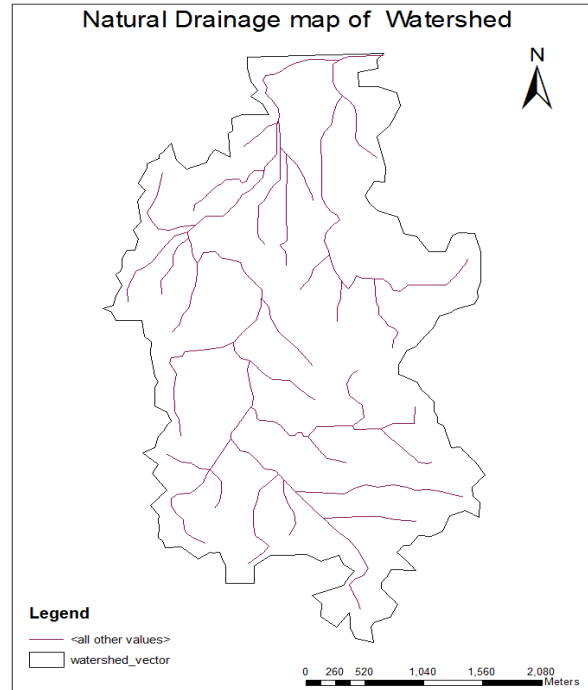 Natural Drainage map of Watershed
N
Legend
<all other values>
watershed_vector
0 260 520 1,040 1,560 2,080
Meters